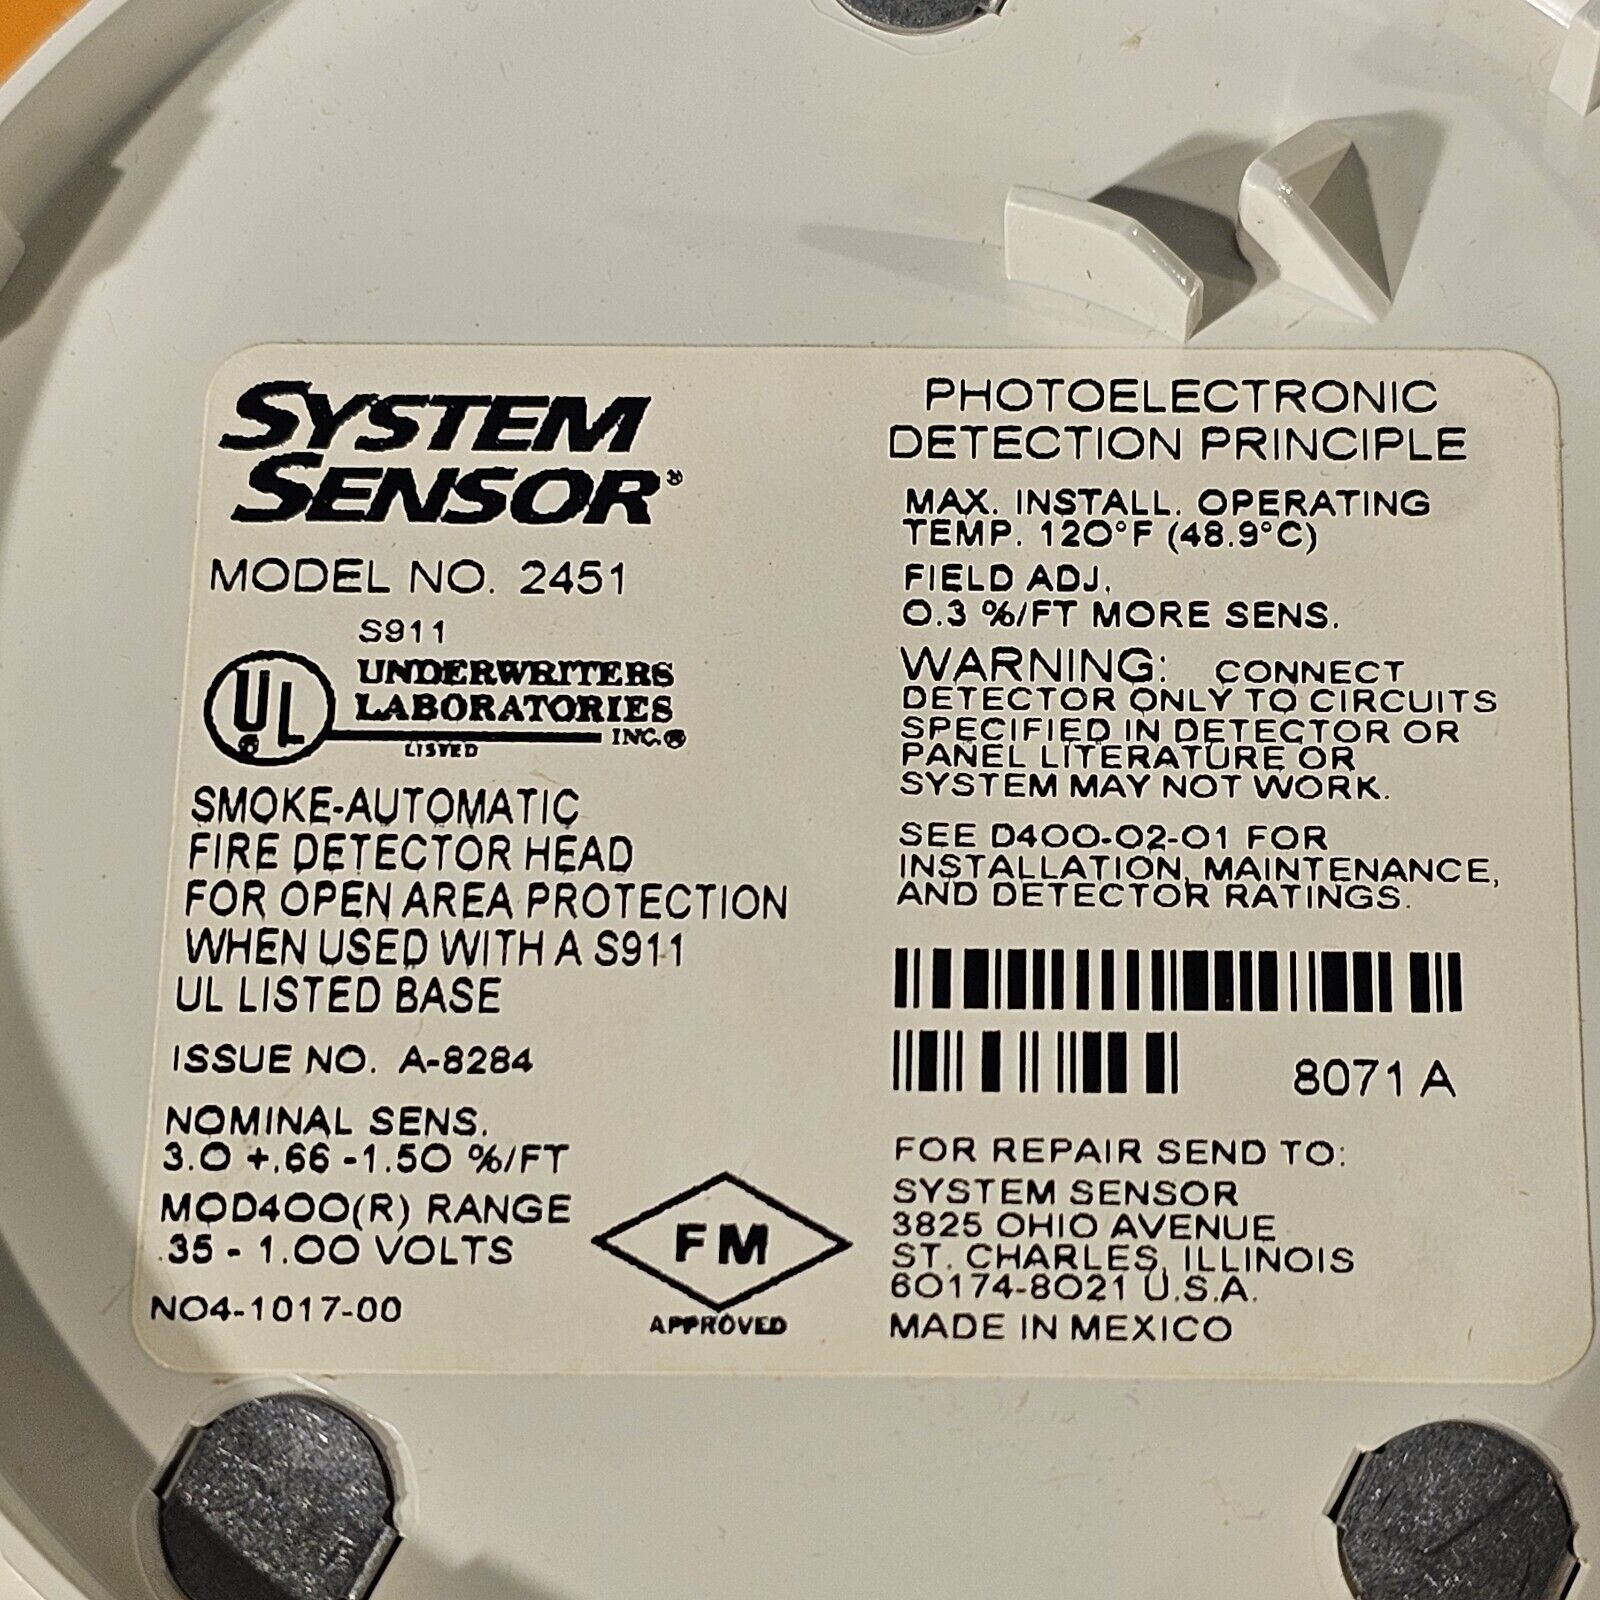 SYSTEM
SENSOR®
MODEL NO. 2451
S911
UL®
UNDERWRITERS
LABORATORIES
INC.®
LISTED
SMOKE-AUTOMATIC
FIRE DETECTOR HEAD
FOR OPEN AREA PROTECTION
WHEN USED WITH A S911
UL LISTED BASE
ISSUE NO. A-8284
NOMINAL SENS.
3.0 +.66 -1.50 %/FT
MOD400(R) RANGE
.35 - 1.00 VOLTS
N04-1017-00
FM
APPROVED
PHOTOELECTRONIC
DETECTION PRINCIPLE
MAX. INSTALL. OPERATING
TEMP. 120°F (48.9°C)
FIELD ADJ.
0.3 %/FT MORE SENS.
WARNING: CONNECT
DETECTOR ONLY TO CIRCUITS
SPECIFIED IN DETECTOR OR
PANEL LITERATURE OR
SYSTEM MAY NOT WORK.
SEE D400-02-01 FOR
INSTALLATION, MAINTENANCE,
AND DETECTOR RATINGS.
8071 A
FOR REPAIR SEND TO:
SYSTEM SENSOR
3825 OHIO AVENUE
ST. CHARLES, ILLINOIS
60174-8021 U.S.A.
MADE IN MEXICO